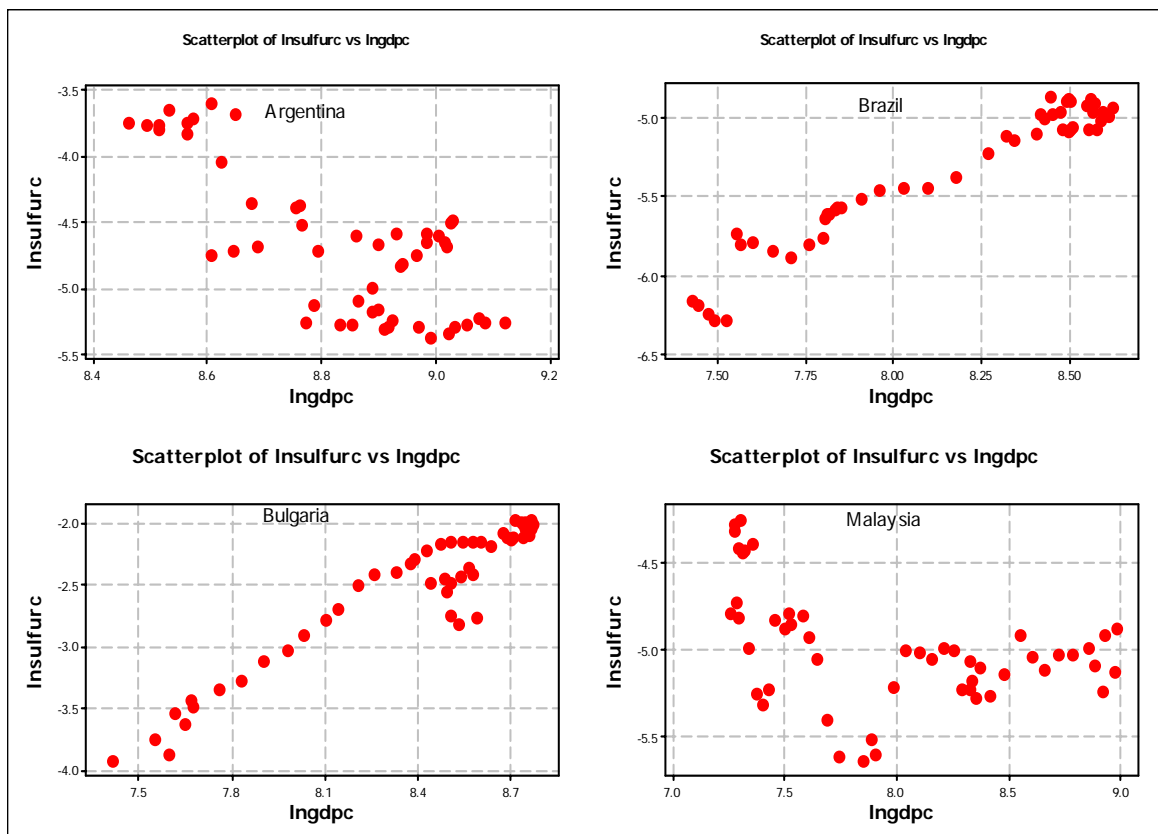 Scatterplot of lnsulfurc vs lngdpc
Argentina
lnsulfurc
-3.5
-4.0
-4.5
-5.0
-5.5
8.4 8.6 8.8 9.0 9.2
lngdpc
Scatterplot of lnsulfurc vs lngdpc
Brazil
lnsulfurc
-5.0
-5.5
-6.0
-6.5
7.50 7.75 8.00 8.25 8.50
lngdpc
Scatterplot of lnsulfurc vs lngdpc
Bulgaria
lnsulfurc
-2.0
-2.5
-3.0
-3.5
-4.0
7.5 7.8 8.1 8.4 8.7
lngdpc
Scatterplot of lnsulfurc vs lngdpc
Malaysia
lnsulfurc
-4.5
-5.0
-5.5
7.0 7.5 8.0 8.5 9.0
lngdpc